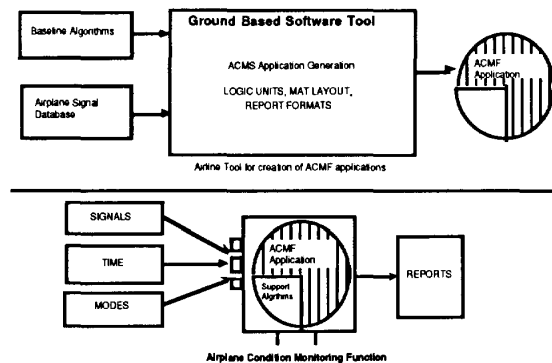 Ground Based Software Tool
Baseline Algorithms
ACMS Application Generation
LOGIC UNITS, MAT LAYOUT,
REPORT FORMATS
Airplane Signal
Database
ACMF
Application
Airline Tool for creation of ACMF applications
SIGNALS
TIME
MODES
ACMF
Application
Support
Algrithms
REPORTS
Airplane Condition Monitoring Function